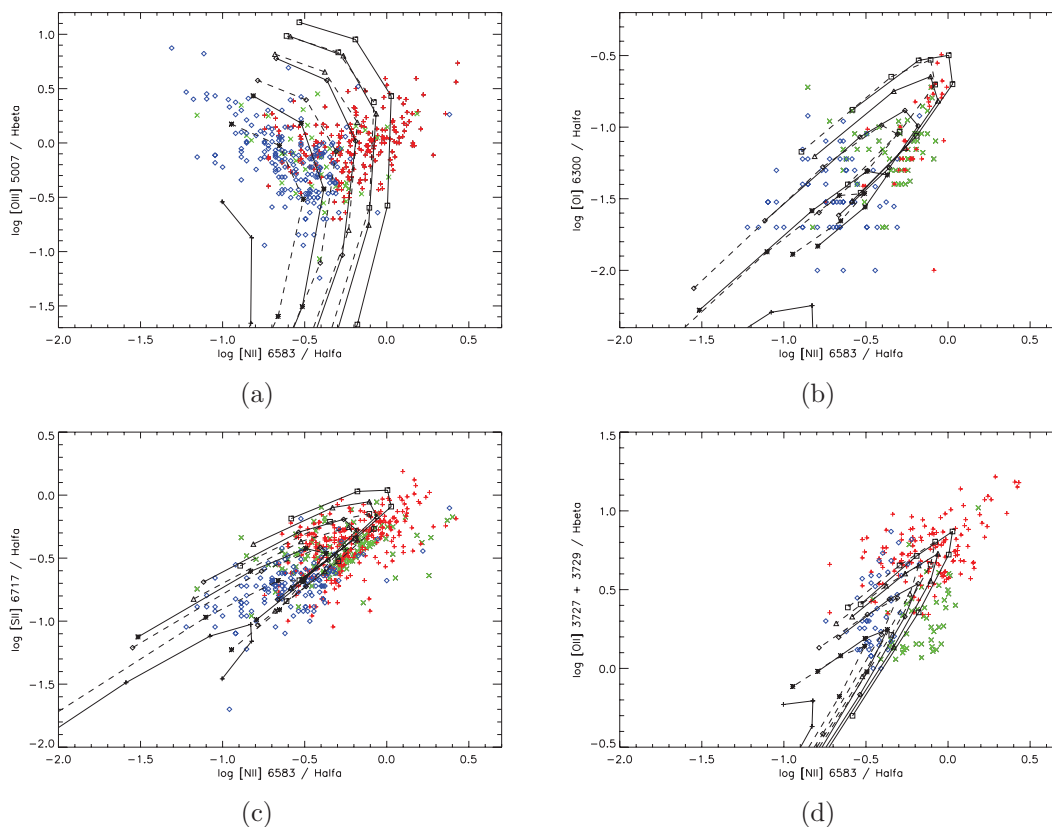 log [OIII] 5007 / Hbeta
1.0
0.5
0.0
−0.5
−1.0
−1.5
−2.0 −1.5 −1.0 −0.5 0.0 0.5
log [NII] 6583 / Halfa
(a)
log [OI] 6300 / Halfa
−0.5
−1.0
−1.5
−2.0
−2.0 −1.5 −1.0 −0.5 0.0 0.5
log [NII] 6583 / Halfa
(b)
log [SII] 6717 / Halfa
0.5
0.0
−0.5
−1.0
−1.5
−2.0
−2.0 −1.5 −1.0 −0.5 0.0 0.5
log [NII] 6583 / Halfa
(c)
log [OII] 3727 + 3729 / Hbeta
1.5
1.0
0.5
0.0
−0.5
−2.0 −1.5 −1.0 −0.5 0.0 0.5
log [NII] 6583 / Halfa
(d)